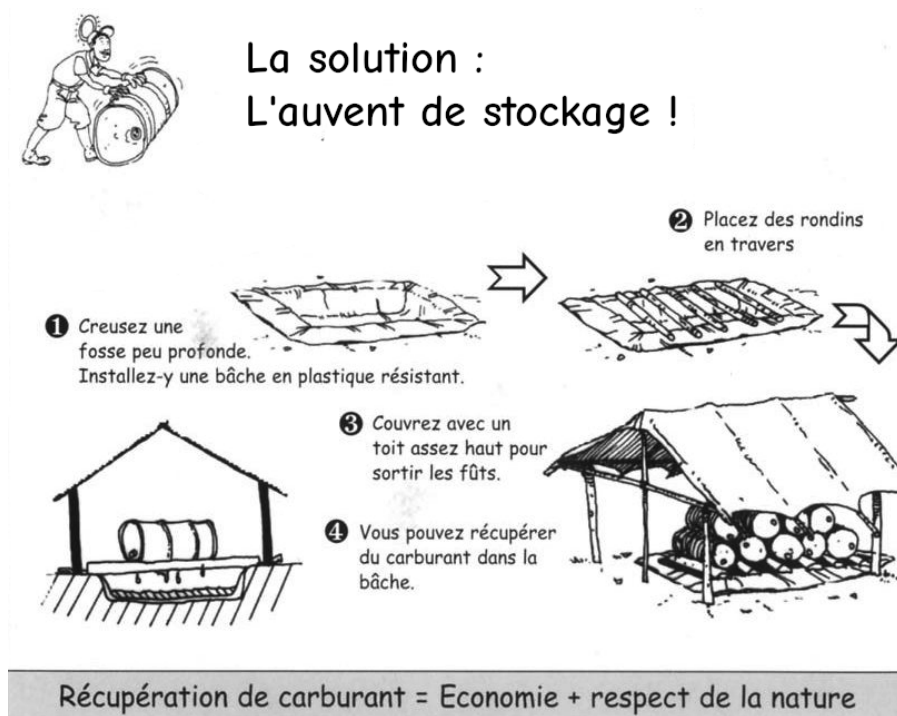 La solution :
L'auvent de stockage !
❶ Creusez une
fosse peu profonde.
Installez-y une bâche en plastique résistant.
❷ Placez des rondins
en travers
❸ Couvrez avec un
toit assez haut pour
sortir les fûts.
❹ Vous pouvez récupérer
du carburant dans la
bâche.
Récupération de carburant = Economie + respect de la nature